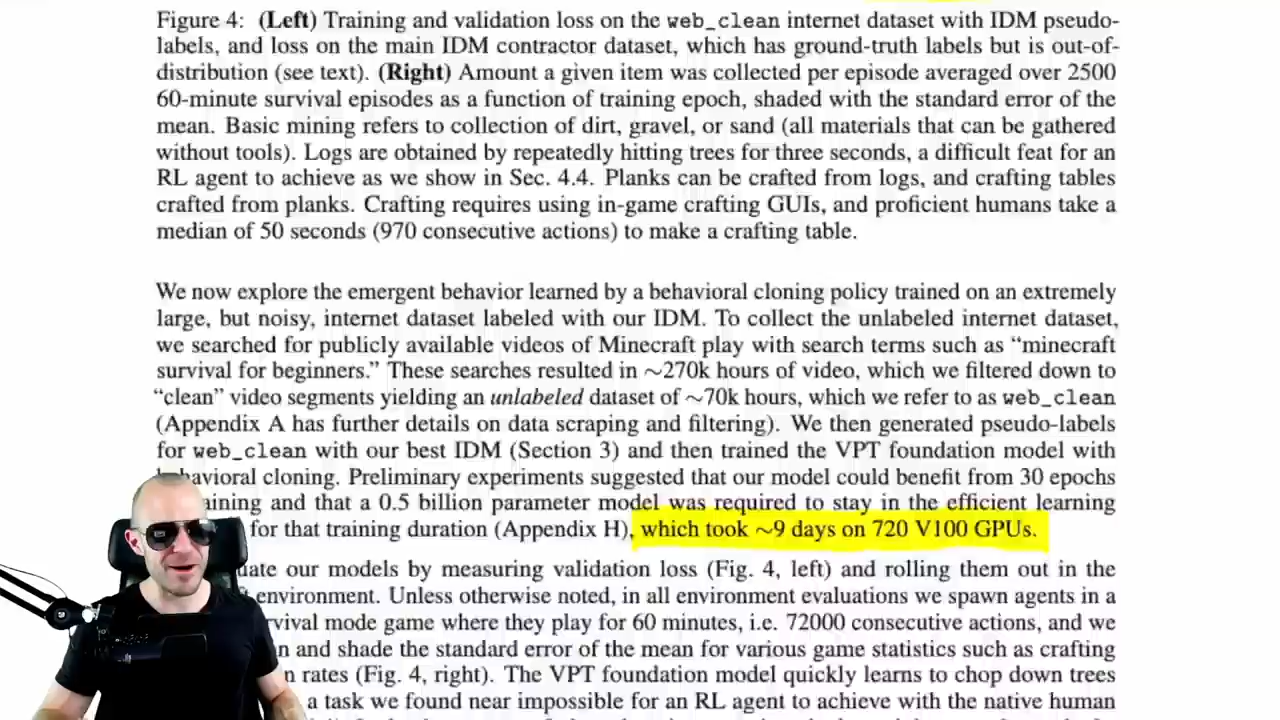 Figure 4: (Left) Training and validation loss on the web_clean internet dataset with IDM pseudo-
labels, and loss on the main IDM contractor dataset, which has ground-truth labels but is out-of-
distribution (see text). (Right) Amount a given item was collected per episode averaged over 2500
60-minute survival episodes as a function of training epoch, shaded with the standard error of the
mean. Basic mining refers to collection of dirt, gravel, or sand (all materials that can be gathered
without tools). Logs are obtained by repeatedly hitting trees for three seconds, a difficult feat for an
RL agent to achieve as we show in Sec. 4.4. Planks can be crafted from logs, and crafting tables
crafted from planks. Crafting requires using in-game crafting GUIs, and proficient humans take a
median of 50 seconds (970 consecutive actions) to make a crafting table.
We now explore the emergent behavior learned by a behavioral cloning policy trained on an extremely
large, but noisy, internet dataset labeled with our IDM. To collect the unlabeled internet dataset,
we searched for publicly available videos of Minecraft play with search terms such as “minecraft
survival for beginners.” These searches resulted in ~270k hours of video, which we filtered down to
“clean” video segments yielding an unlabeled dataset of ~70k hours, which we refer to as web_clean
(Appendix A has further details on data scraping and filtering). We then generated pseudo-labels
for web_clean with our best IDM (Section 3) and then trained the VPT foundation model with
behavioral cloning. Preliminary experiments suggested that our model could benefit from 30 epochs
and that a 0.5 billion parameter model was required to stay in the efficient learning
for that training duration (Appendix H), which took ~9 days on 720 V100 GPUs.
our models by measuring validation loss (Fig. 4, left) and rolling them out in the
environment. Unless otherwise noted, in all environment evaluations we spawn agents in a
mode game where they play for 60 minutes, i.e. 72000 consecutive actions, and we
and shade the standard error of the mean for various game statistics such as crafting
rates (Fig. 4, right). The VPT foundation model quickly learns to chop down trees
a task we found near impossible for an RL agent to achieve with the native human